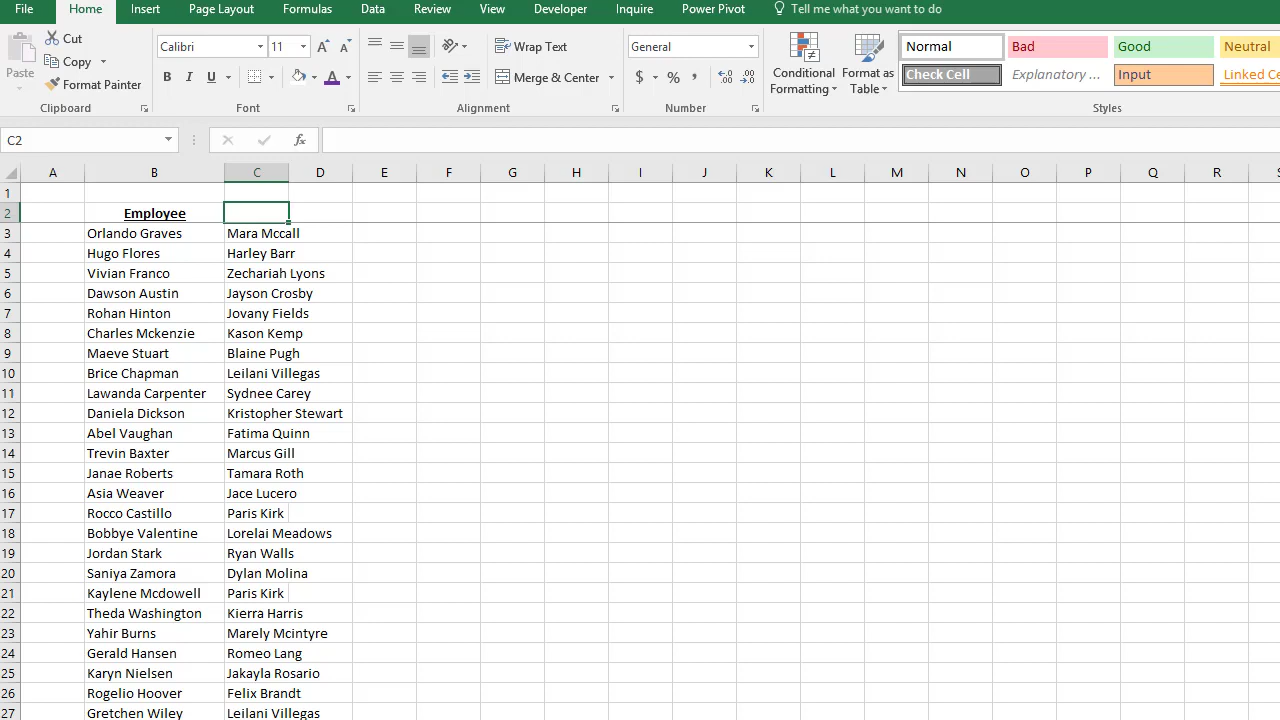 File Home Insert Page Layout Formulas Data Review View Developer Inquire Power Pivot Tell me what you want to do
Paste
Cut
Copy
Format Painter
Clipboard
Calibri 11
B I U A
Font
Wrap Text
Merge & Center
Alignment
General
$ % ,
Number
Conditional
Formatting
Format as
Table
Normal Bad Good Neutral
Check Cell Explanatory ... Input Linked Ce
Styles
C2 fx
A B C D E F G H I J K L M N O P Q R S
1
2 Employee
3 Orlando Graves Mara Mccall
4 Hugo Flores Harley Barr
5 Vivian Franco Zechariah Lyons
6 Dawson Austin Jayson Crosby
7 Rohan Hinton Jovany Fields
8 Charles Mckenzie Kason Kemp
9 Maeve Stuart Blaine Pugh
10 Brice Chapman Leilani Villegas
11 Lawanda Carpenter Sydnee Carey
12 Daniela Dickson Kristopher Stewart
13 Abel Vaughan Fatima Quinn
14 Trevin Baxter Marcus Gill
15 Janae Roberts Tamara Roth
16 Asia Weaver Jace Lucero
17 Rocco Castillo Paris Kirk
18 Bobbye Valentine Lorelai Meadows
19 Jordan Stark Ryan Walls
20 Saniya Zamora Dylan Molina
21 Kaylene Mcdowell Paris Kirk
22 Theda Washington Kierra Harris
23 Yahir Burns Marely Mcintyre
24 Gerald Hansen Romeo Lang
25 Karyn Nielsen Jakayla Rosario
26 Rogelio Hoover Felix Brandt
27 Gretchen Wiley Leilani Villegas